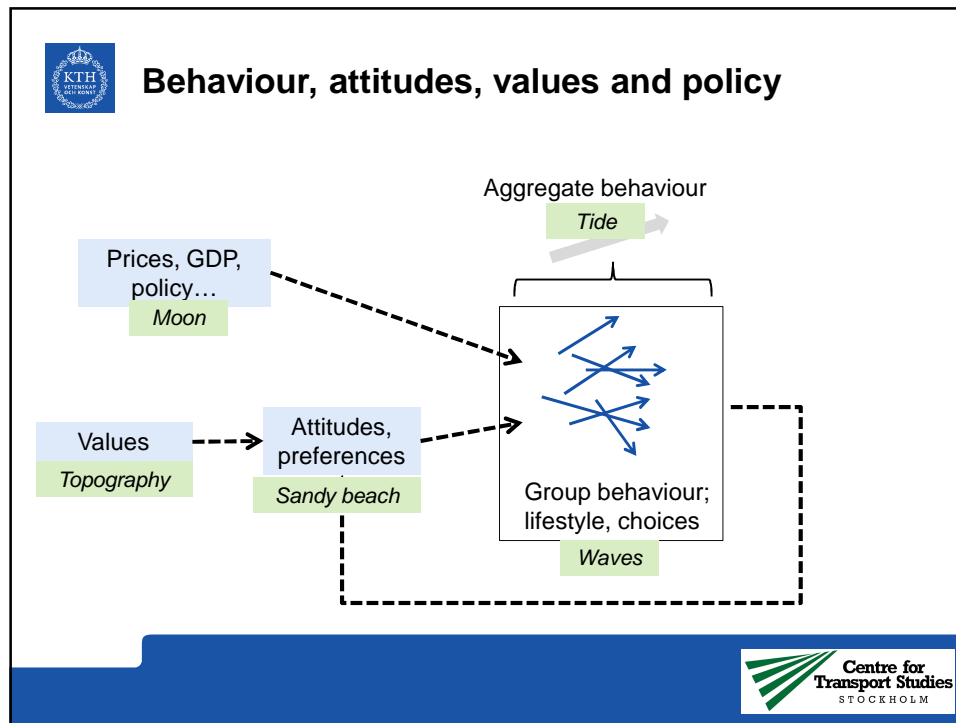 KTH
VETENSKAP
OCH KONST
Behaviour, attitudes, values and policy
Aggregate behaviour
Tide
Prices, GDP,
policy…
Moon
Values
Topography
Attitudes,
preferences
Sandy beach
Group behaviour;
lifestyle, choices
Waves
Centre for
Transport Studies
STOCKHOLM